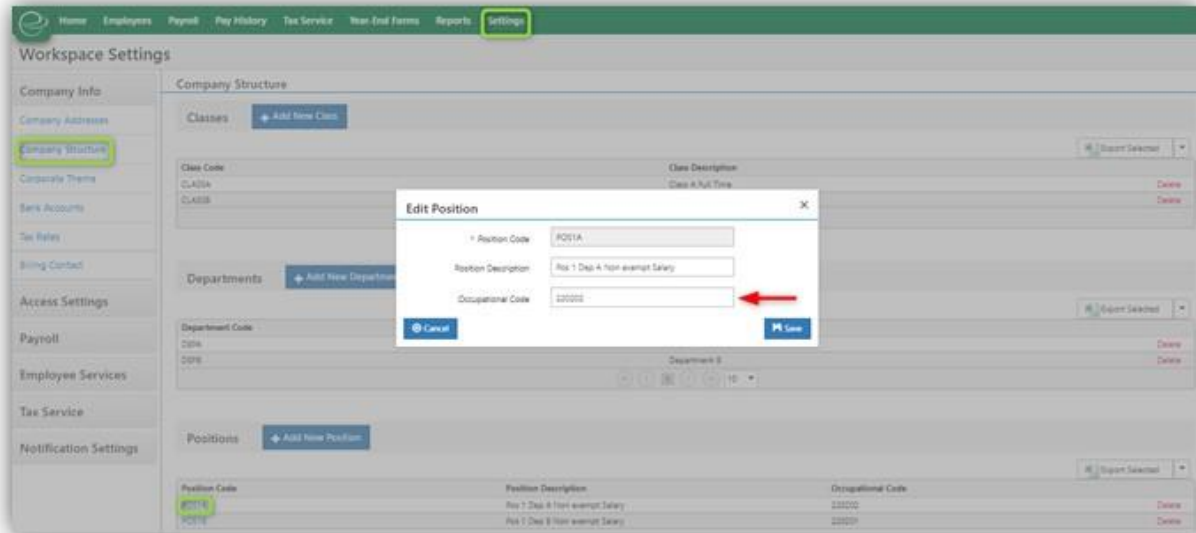 Home Employees Payroll Pay History Tax Service Year-End Forms Reports Settings
Workspace Settings
Company Info
Company Addresses
Company Structure
Corporate Theme
Bank Accounts
Tax Rates
Billing Contact
Access Settings
Payroll
Employee Services
Tax Service
Notification Settings
Company Structure
Classes + Add New Class
Export Selected
Class Code Class Description
CLASSA Class A Full Time Delete
CLASSB Delete
Departments + Add New Departmen
Export Selected
Department Code
DEPA Delete
DEPB Department B Delete
10
Positions + Add New Position
Export Selected
Position Code Position Description Occupational Code
POS1A Pos 1 Dep A Non exempt Salary 220202 Delete
POS1B Pos 1 Dep B Non exempt Salary 220201 Delete
Edit Position
* Position Code POS1A
Position Description Pos 1 Dep A Non exempt Salary
Occupational Code 220202
Cancel Save